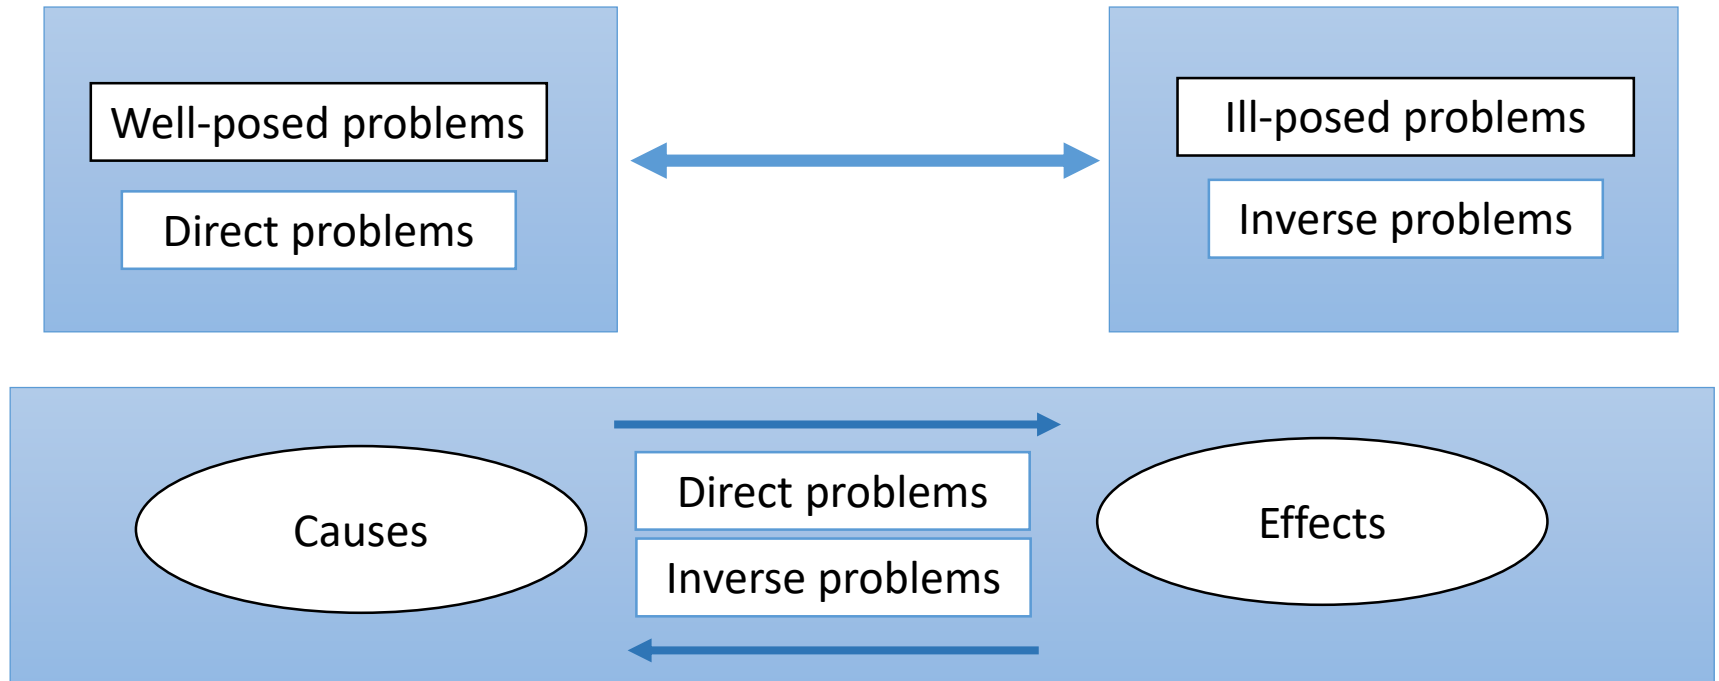 Well-posed problems
Direct problems
Ill-posed problems
Inverse problems
Causes
Direct problems
Inverse problems
Effects